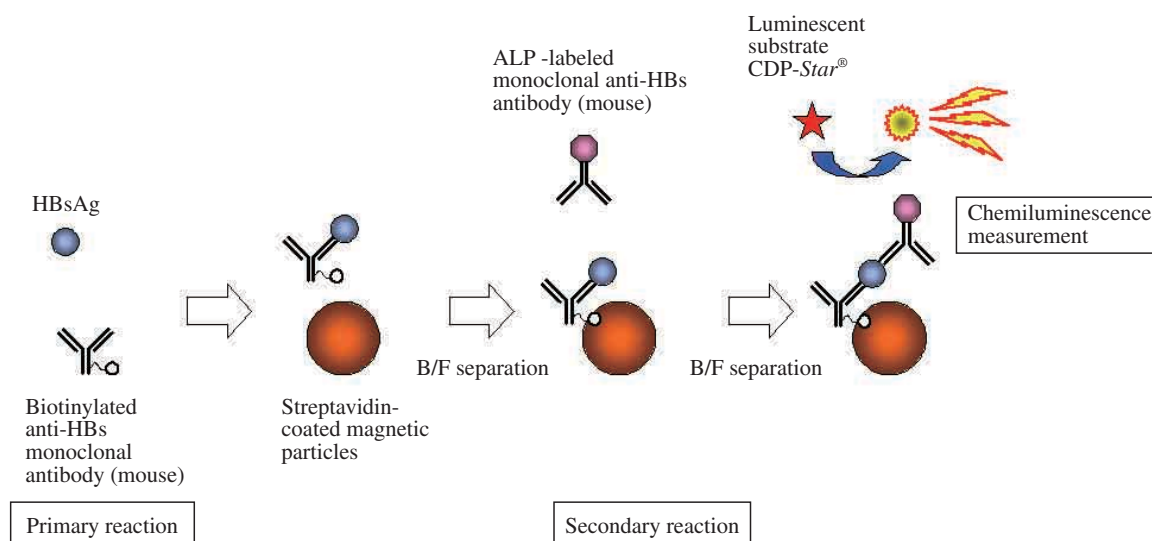 Luminescent
substrate
CDP-Star®
ALP -labeled
monoclonal anti-HBs
antibody (mouse)
HBsAg
Chemiluminescence
measurement
B/F separation
B/F separation
Biotinylated
anti-HBs
monoclonal
antibody (mouse)
Streptavidin-
coated magnetic
particles
Primary reaction
Secondary reaction